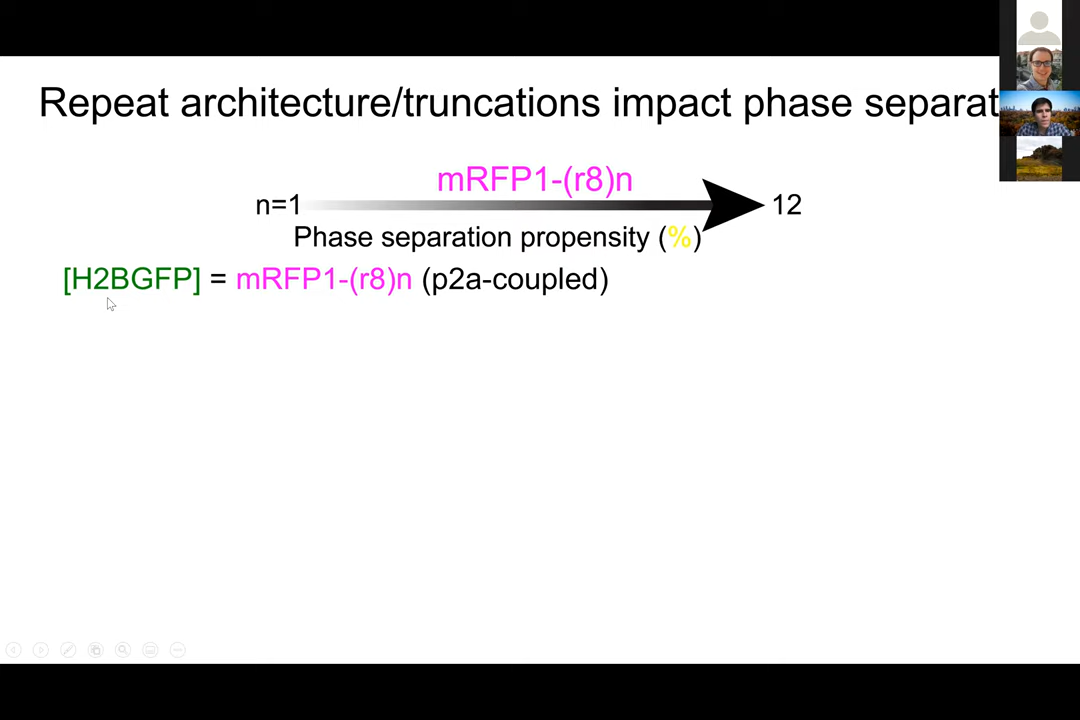 Repeat architecture/truncations impact phase separat
mRFP1-(r8)n
n=1 12
Phase separation propensity (%)
[H2BGFP] = mRFP1-(r8)n (p2a-coupled)